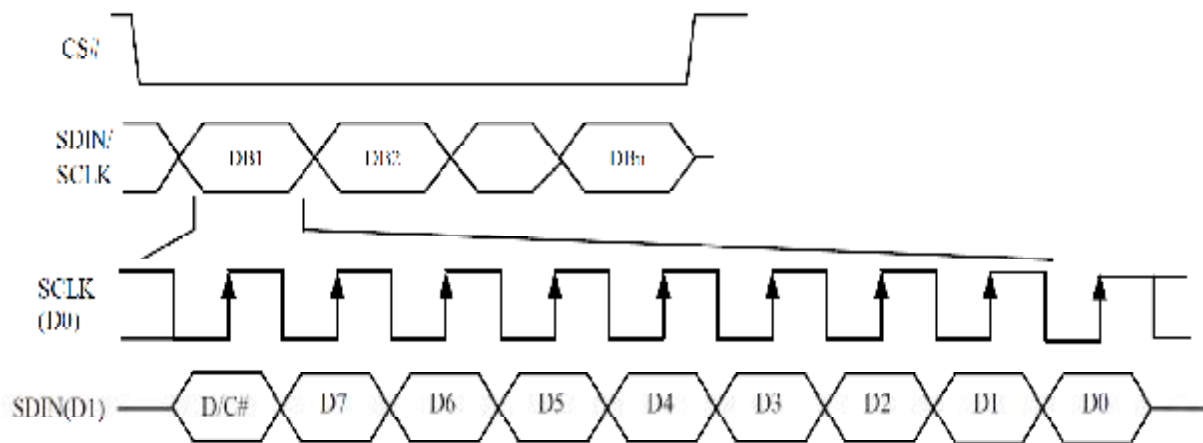 CS#
SDIN/
SCLK
DB1 DB2 DBn
SCLK
(D0)
SDIN(D1) D/C# D7 D6 D5 D4 D3 D2 D1 D0